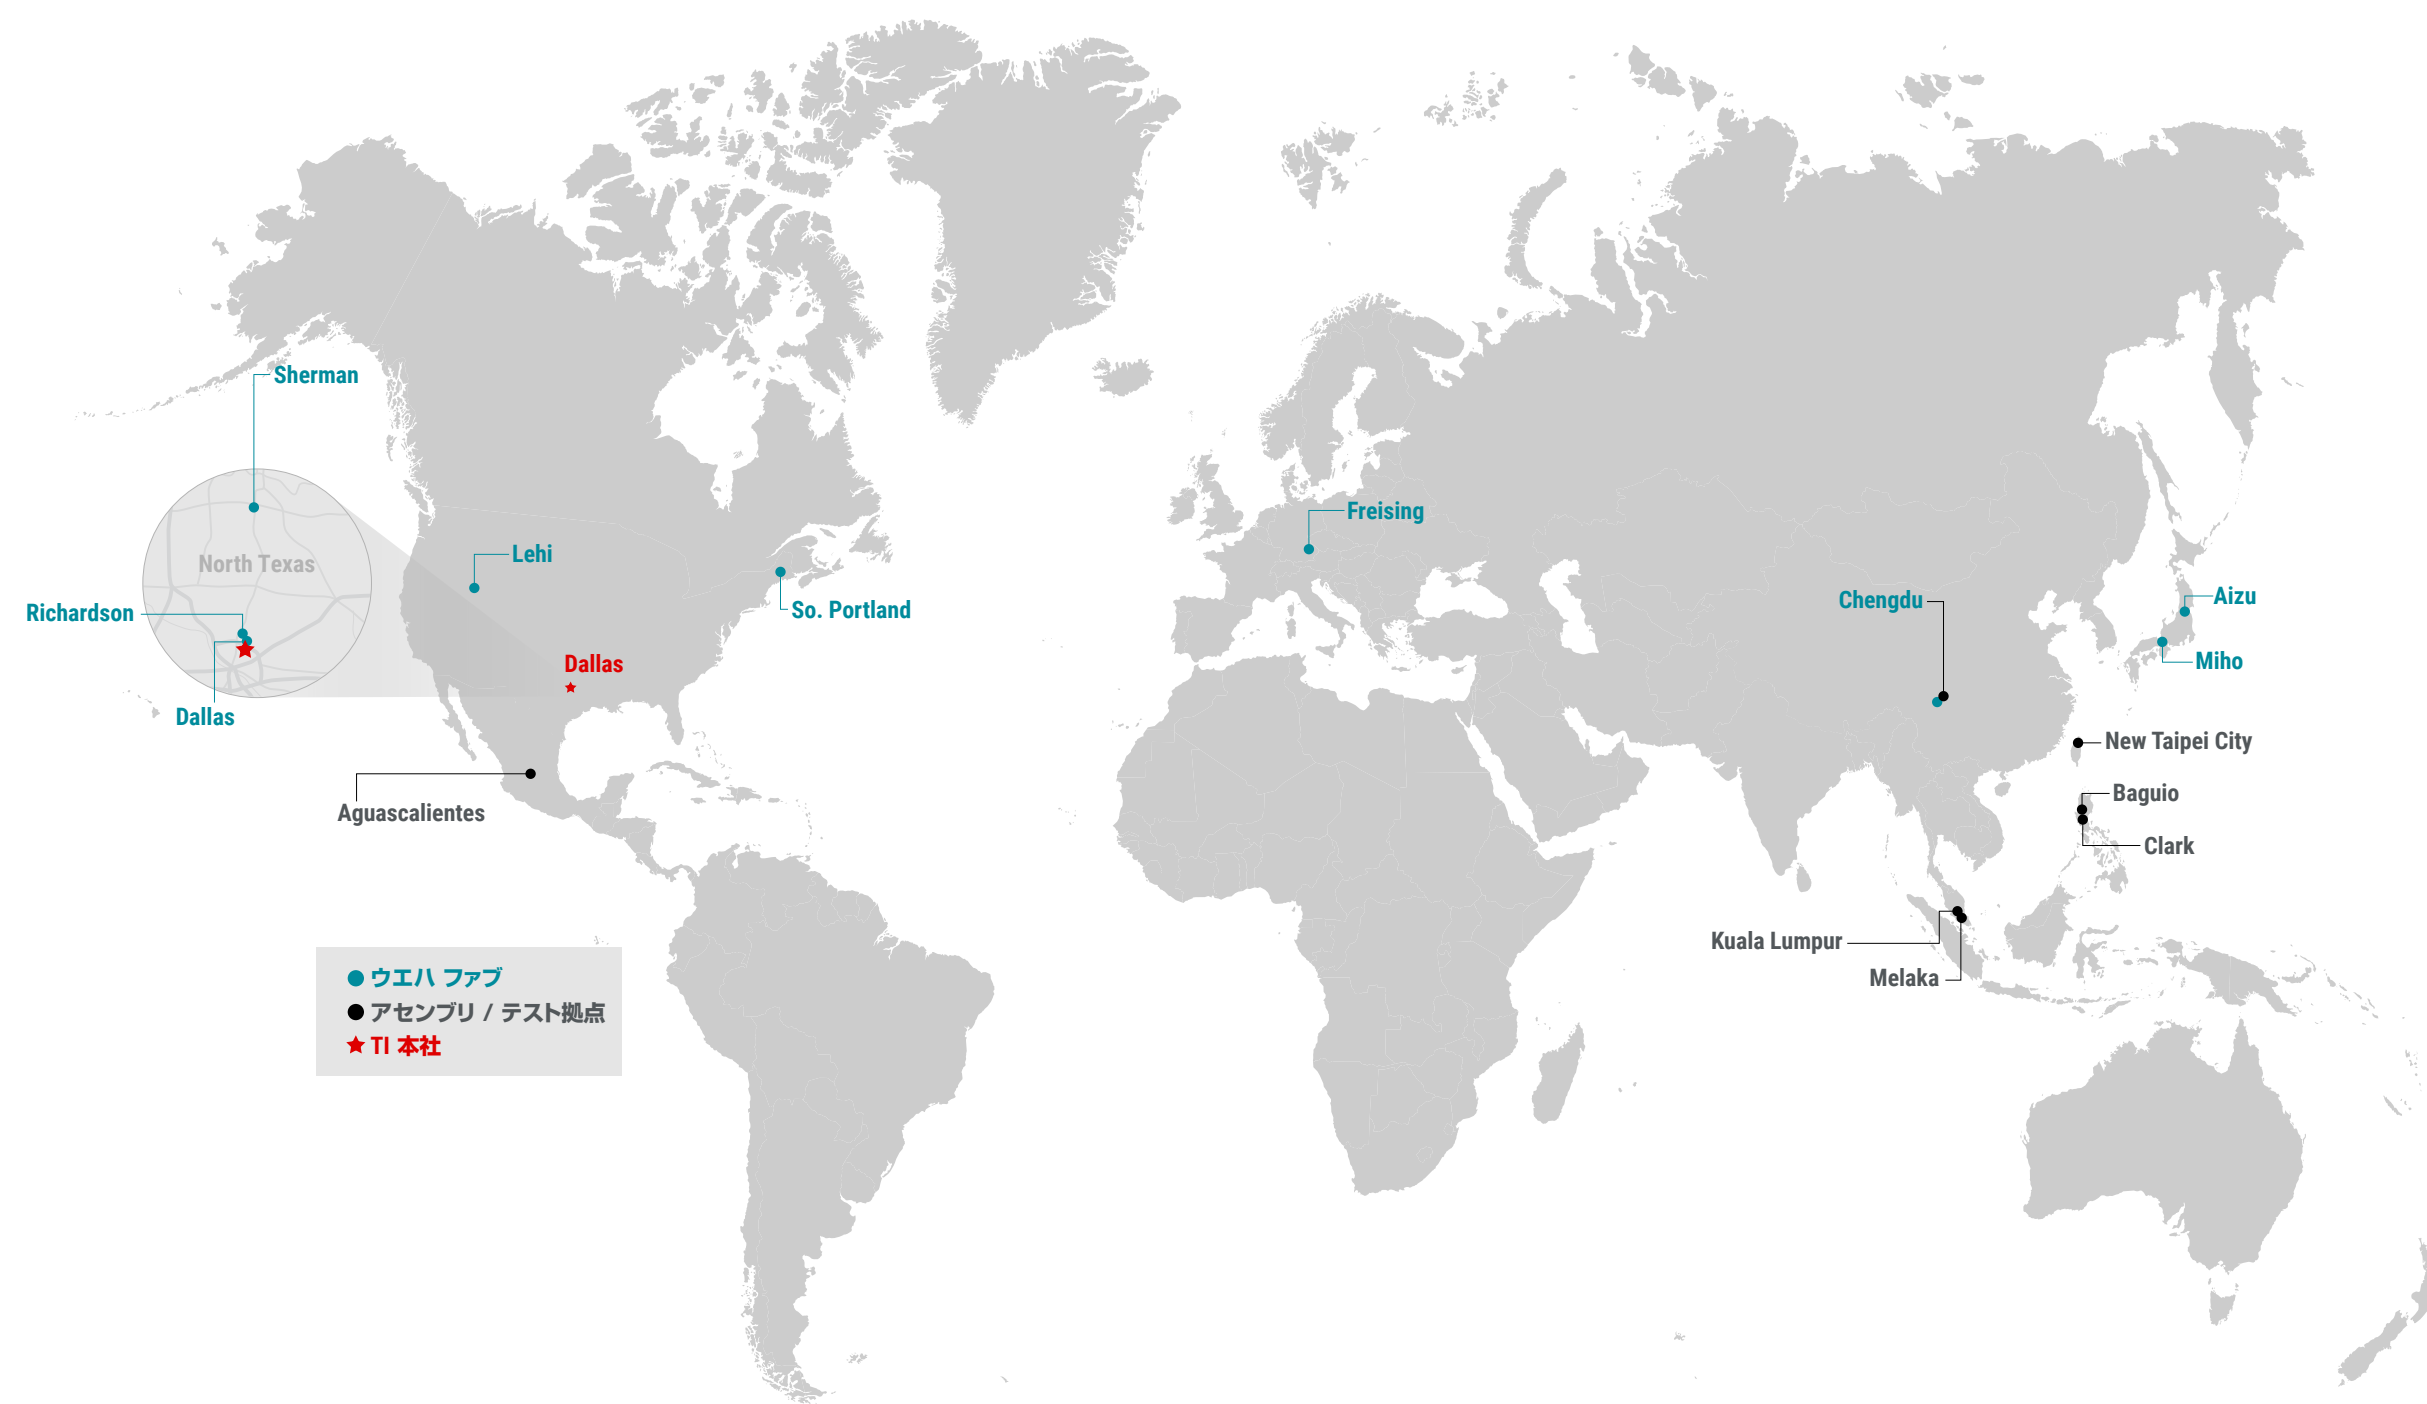 Sherman
North Texas
Richardson
Dallas
Lehi
So. Portland
Dallas
Aguascalientes
Freising
Chengdu
Aizu
Miho
New Taipei City
Baguio
Clark
Kuala Lumpur
Melaka
ウエハ ファブ
アセンブリ / テスト拠点
TI 本社